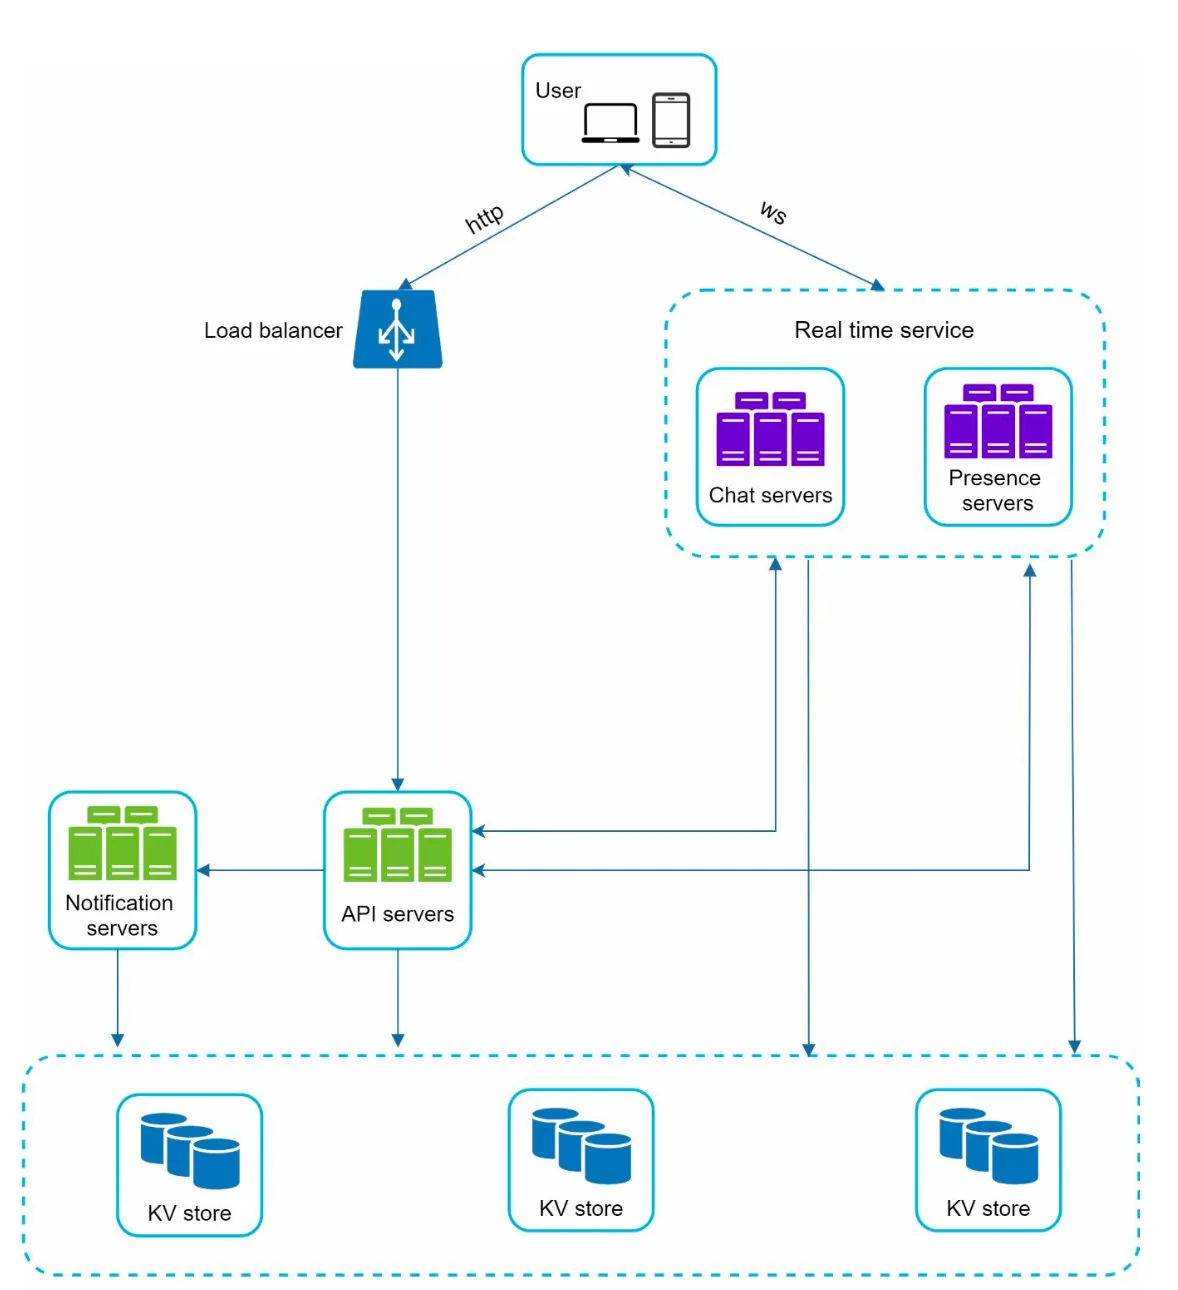 User
http
ws
Load balancer
Real time service
Chat servers
Presence
servers
Notification
servers
API servers
KV store
KV store
KV store